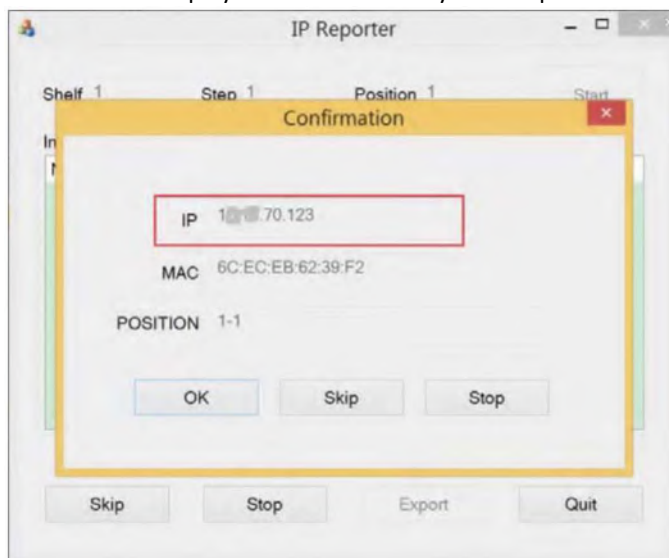 IP Reporter
Shelf 1 Step 1 Position 1 Start
Confirmation
IP .70.123
MAC 6C:EC:EB:62:39:F2
POSITION 1-1
OK Skip Stop
Skip Stop Export Quit